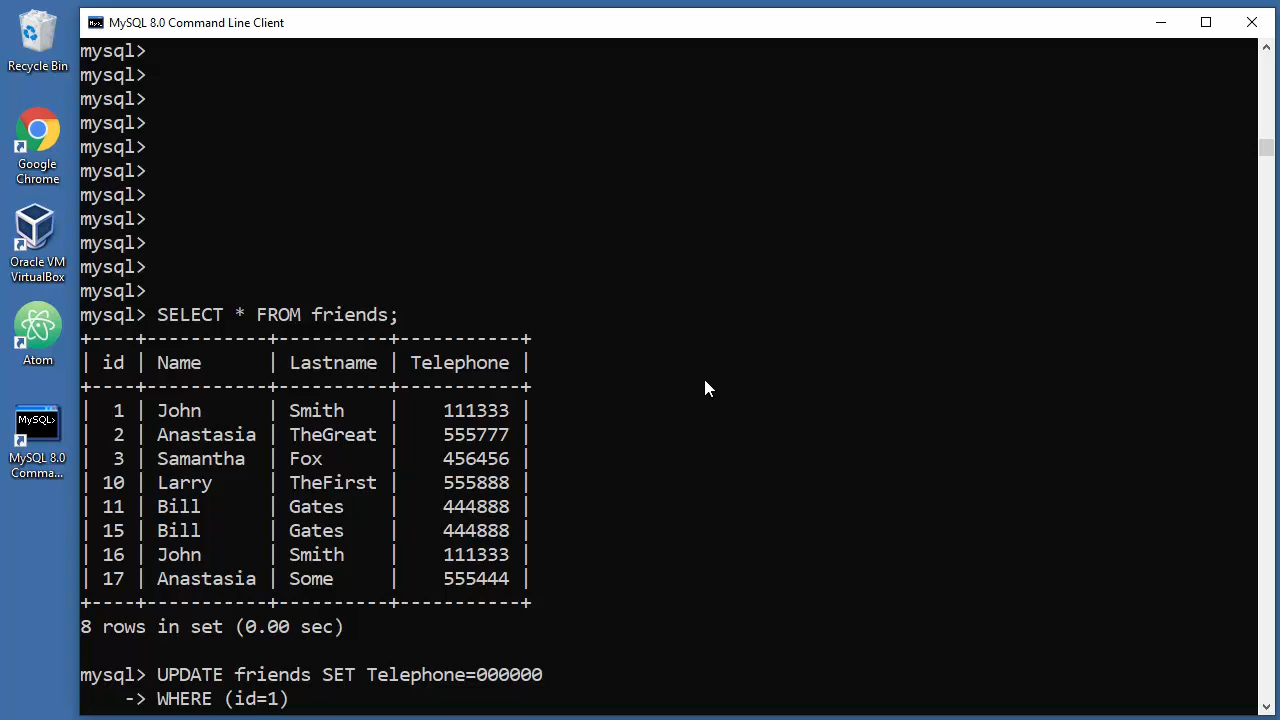 Recycle Bin
Google
Chrome
Oracle VM
VirtualBox
Atom
MySQL>
MySQL 8.0
Comma...
MySQL 8.0 Command Line Client
mysql>
mysql>
mysql>
mysql>
mysql>
mysql>
mysql>
mysql>
mysql>
mysql>
mysql>
mysql> SELECT * FROM friends;
+----+-----------+----------+-----------+
| id | Name      | Lastname | Telephone |
+----+-----------+----------+-----------+
|  1 | John      | Smith    |    111333 |
|  2 | Anastasia | TheGreat |    555777 |
|  3 | Samantha  | Fox      |    456456 |
| 10 | Larry     | TheFirst |    555888 |
| 11 | Bill      | Gates    |    444888 |
| 15 | Bill      | Gates    |    444888 |
| 16 | John      | Smith    |    111333 |
| 17 | Anastasia | Some     |    555444 |
+----+-----------+----------+-----------+
8 rows in set (0.00 sec)
mysql> UPDATE friends SET Telephone=000000
    -> WHERE (id=1)